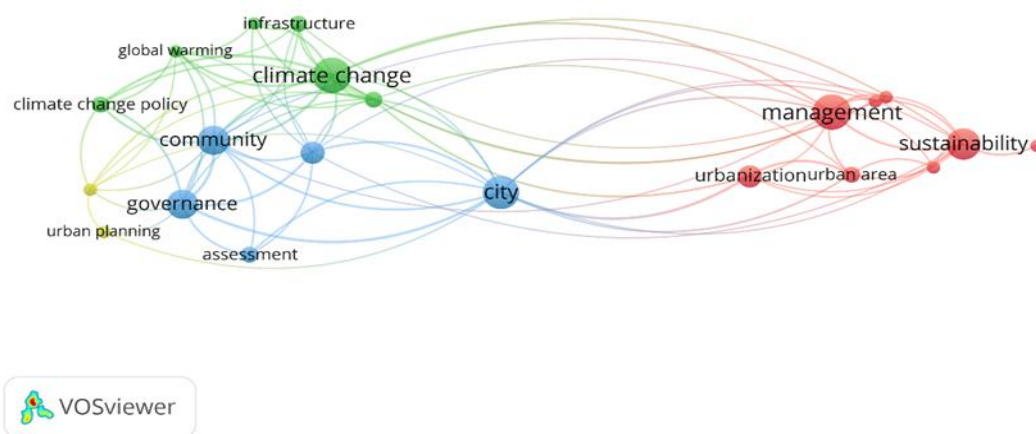 infrastructure
global warming
climate change
climate change policy
community
management
sustainability
urbanization
urban area
city
governance
urban planning
assessment
VOSviewer